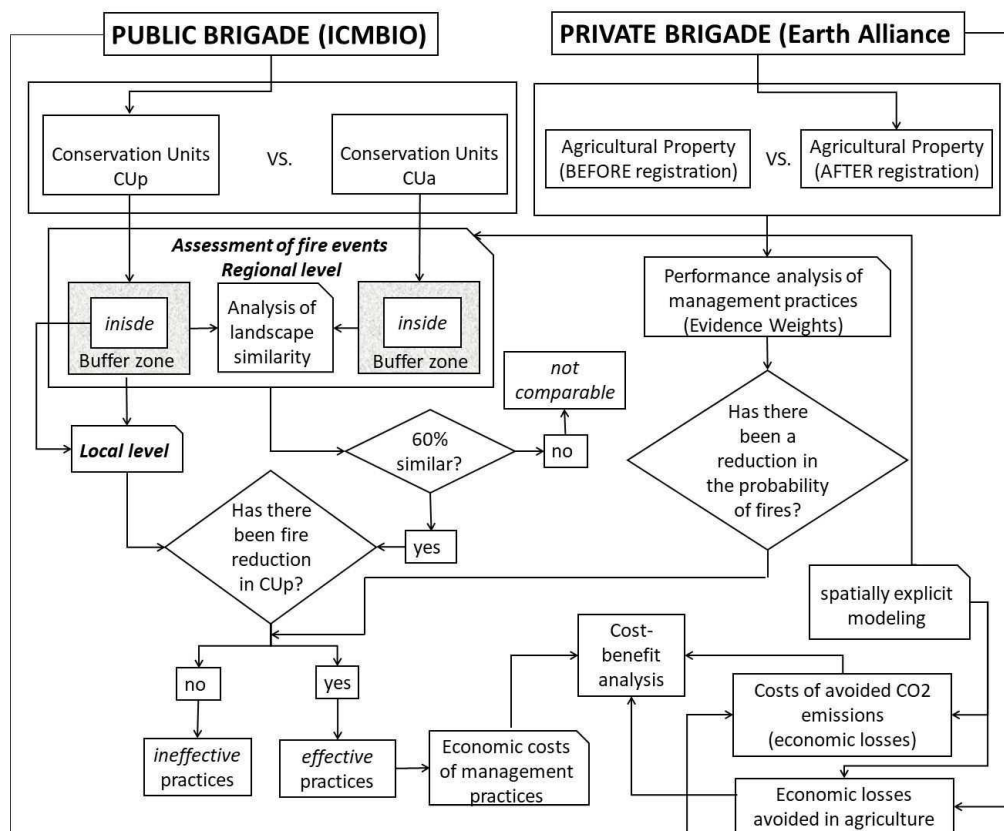 PUBLIC BRIGADE (ICMBIO)
PRIVATE BRIGADE (Earth Alliance
Conservation Units
CUp
VS.
Conservation Units
CUa
Agricultural Property
(BEFORE registration)
VS.
Agricultural Property
(AFTER registration)
Assessment of fire events
Regional level
inisde
Buffer zone
Analysis of
landscape
similarity
inside
Buffer zone
Performance analysis of
management practices
(Evidence Weights)
not
comparable
Local level
60%
similar?
no
Has there
been a
reduction in
the probability
of fires?
Has there
been fire
reduction
in CUp?
yes
spatially explicit
modeling
Cost-
benefit
analysis
no
yes
Costs of avoided CO2
emissions
(economic losses)
ineffective
practices
effective
practices
Economic costs
of management
practices
Economic losses
avoided in agriculture